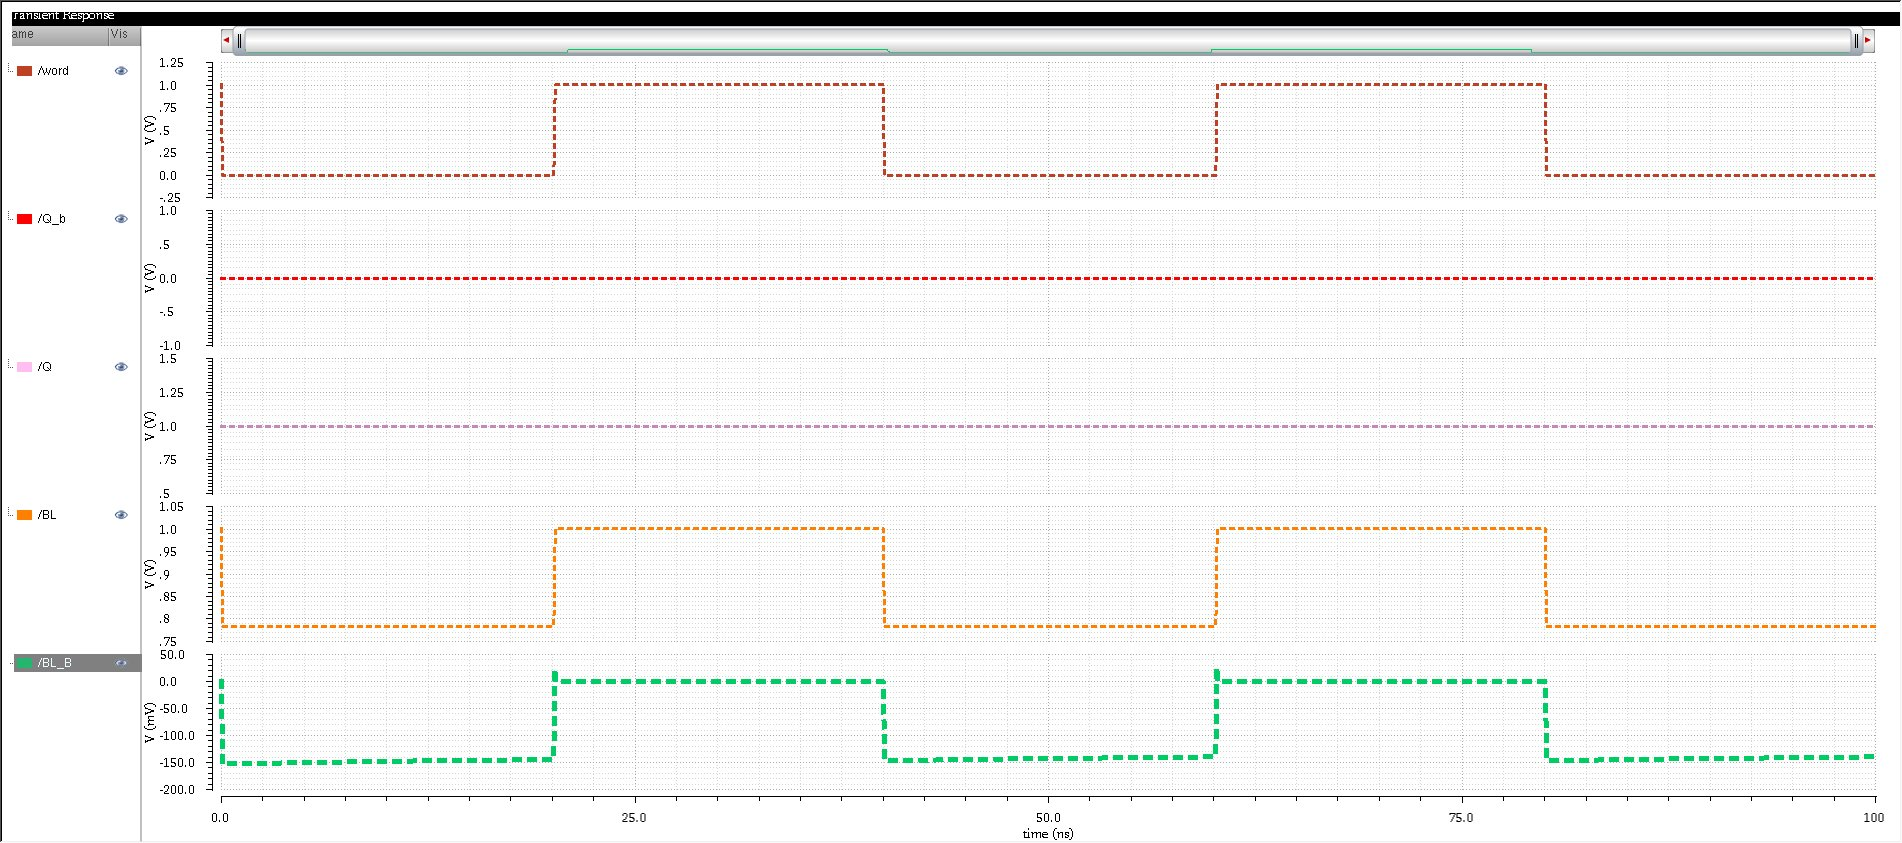 ransient Response
ame Vis
/word
1.25
1.0
.75
.5
.25
0.0
-.25
V (V)
/Q_b
1.0
.5
0.0
-.5
-1.0
V (V)
/Q
1.5
1.25
1.0
.75
.5
V (V)
/BL
1.05
1.0
.95
.9
.85
.8
.75
V (V)
/BL_B
50.0
0.0
-50.0
-100.0
-150.0
-200.0
V (mV)
0.0 25.0 50.0 75.0 100
time (ns)